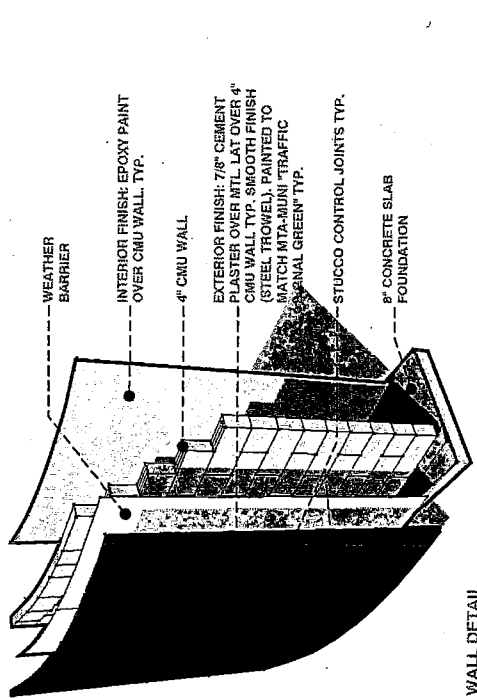 WEATHER
BARRIER
INTERIOR FINISH: EPOXY PAINT
OVER CMU WALL. TYP.
4" CMU WALL
EXTERIOR FINISH: 7/8" CEMENT
PLASTER OVER MTL. LAT OVER 4"
CMU WALL TYP. SMOOTH FINISH
(STEEL TROWEL). PAINTED TO
MATCH MTA-MUNI "TRAFFIC
GNAL GREEN" TYP.
STUCCO CONTROL JOINTS TYP.
8" CONCRETE SLAB
FOUNDATION
WALL DETAIL